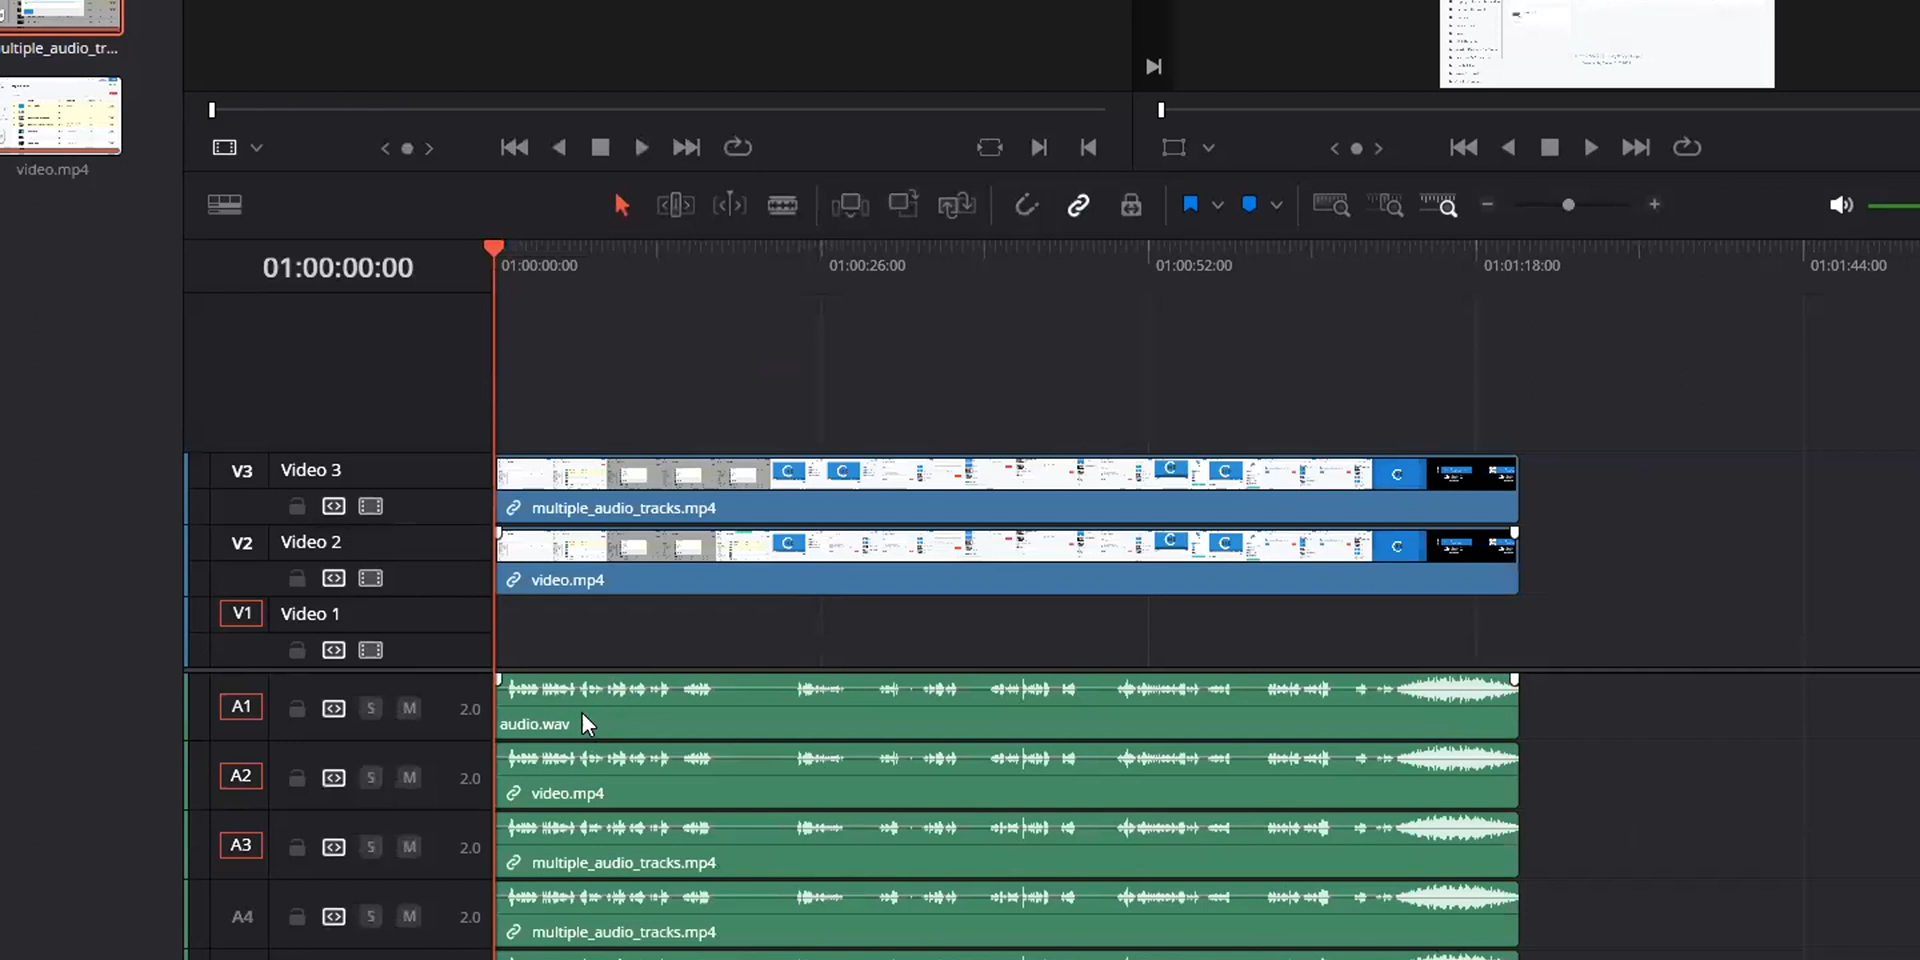 ultiple_audio_tr...
video.mp4
01:00:00:00
01:00:00:00
01:00:26:00
01:00:52:00
01:01:18:00
01:01:44:00
V3 Video 3
multiple_audio_tracks.mp4
V2 Video 2
video.mp4
V1 Video 1
A1 S M 2.0
audio.wav
A2 S M 2.0
video.mp4
A3 S M 2.0
multiple_audio_tracks.mp4
A4 S M 2.0
multiple_audio_tracks.mp4